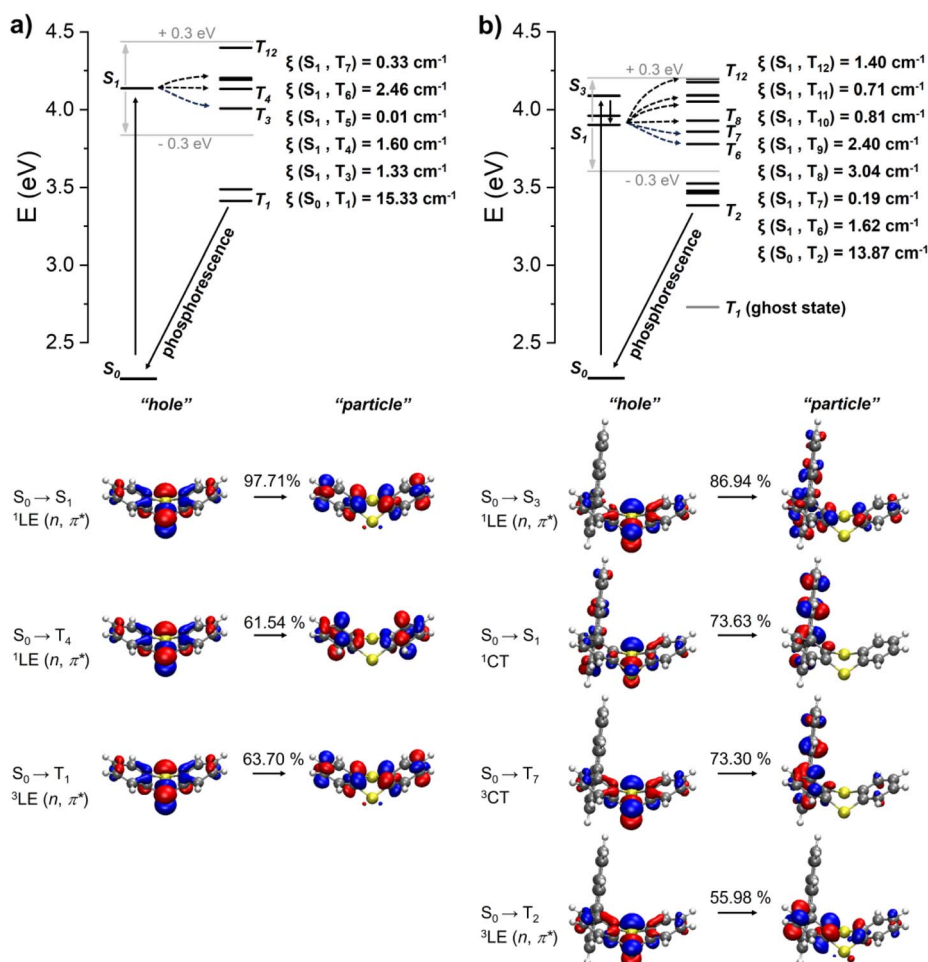 a)
E (eV)
4.5
4.0
3.5
3.0
2.5
+ 0.3 eV
- 0.3 eV
S1
S0
T12
T4
T3
T1
phosphorescence
ξ (S1 , T7) = 0.33 cm-1
ξ (S1 , T6) = 2.46 cm-1
ξ (S1 , T5) = 0.01 cm-1
ξ (S1 , T4) = 1.60 cm-1
ξ (S1 , T3) = 1.33 cm-1
ξ (S0 , T1) = 15.33 cm-1
"hole"
"particle"
S0 → S1
97.71%
1LE (n, π*)
S0 → T4
61.54 %
1LE (n, π*)
S0 → T1
63.70 %
3LE (n, π*)
b)
E (eV)
4.5
4.0
3.5
3.0
2.5
+ 0.3 eV
- 0.3 eV
S3
S1
S0
T12
T8
T7
T6
T2
T1 (ghost state)
phosphorescence
ξ (S1 , T12) = 1.40 cm-1
ξ (S1 , T11) = 0.71 cm-1
ξ (S1 , T10) = 0.81 cm-1
ξ (S1 , T9) = 2.40 cm-1
ξ (S1 , T8) = 3.04 cm-1
ξ (S1 , T7) = 0.19 cm-1
ξ (S1 , T6) = 1.62 cm-1
ξ (S0 , T2) = 13.87 cm-1
"hole"
"particle"
S0 → S3
86.94 %
1LE (n, π*)
S0 → S1
73.63 %
1CT
S0 → T7
73.30 %
3CT
S0 → T2
55.98 %
3LE (n, π*)